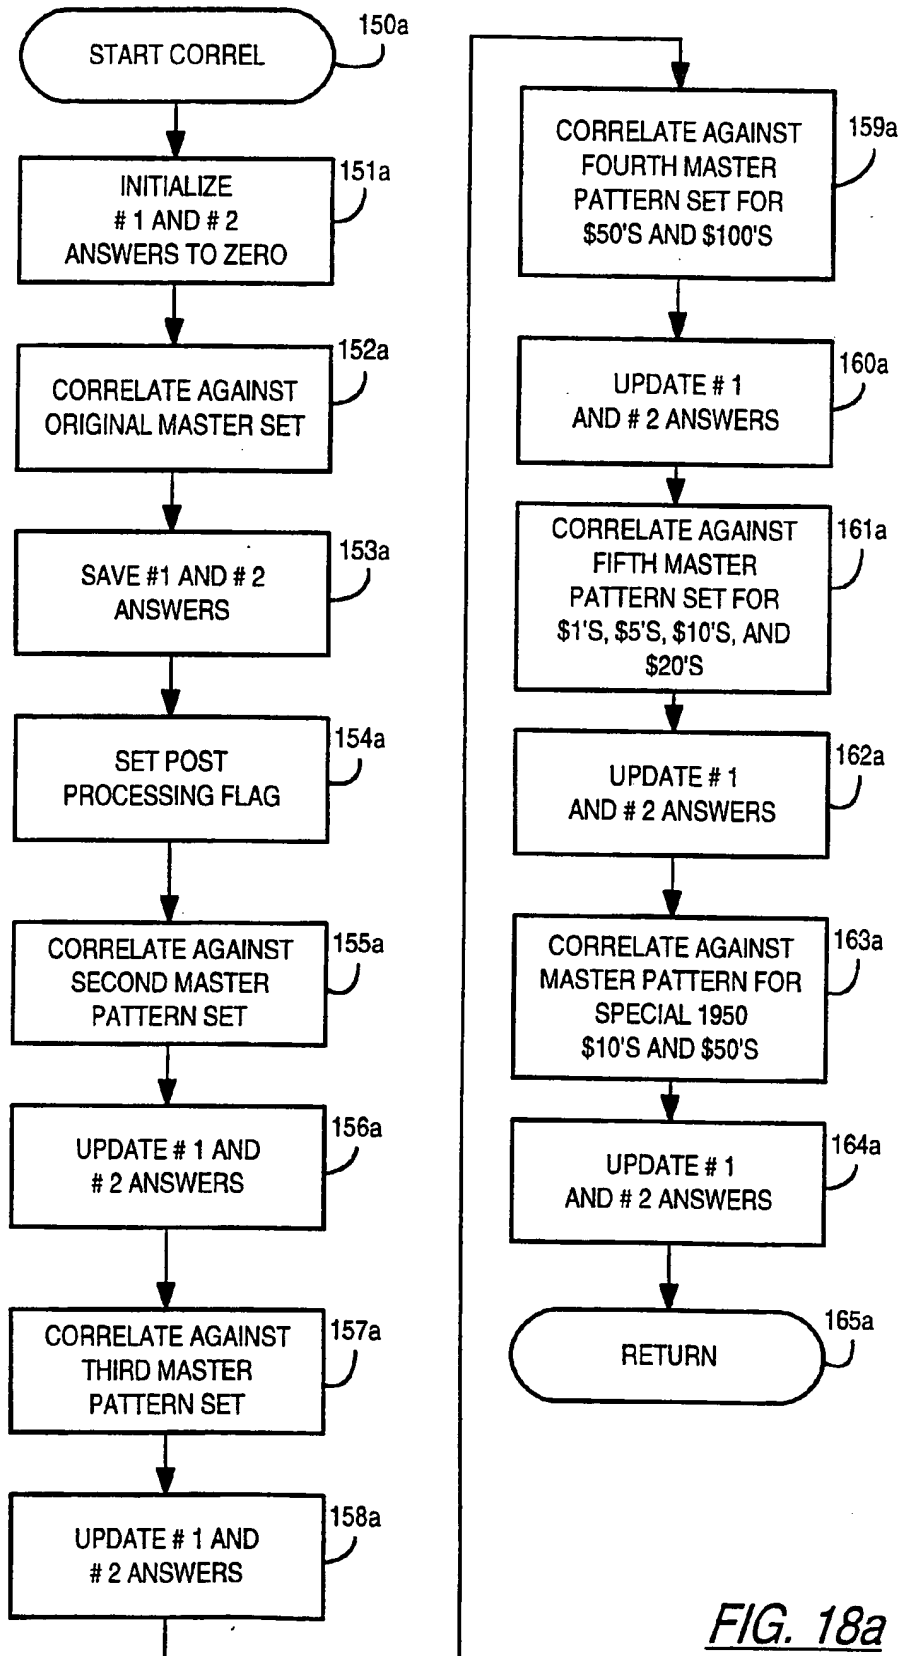 START CORREL
150a
INITIALIZE
# 1 AND # 2
ANSWERS TO ZERO
151a
CORRELATE AGAINST
ORIGINAL MASTER SET
152a
SAVE #1 AND # 2
ANSWERS
153a
SET POST
PROCESSING FLAG
154a
CORRELATE AGAINST
SECOND MASTER
PATTERN SET
155a
UPDATE # 1 AND
# 2 ANSWERS
156a
CORRELATE AGAINST
THIRD MASTER
PATTERN SET
157a
UPDATE # 1 AND
# 2 ANSWERS
158a
CORRELATE AGAINST
FOURTH MASTER
PATTERN SET FOR
$50'S AND $100'S
159a
UPDATE # 1
AND # 2 ANSWERS
160a
CORRELATE AGAINST
FIFTH MASTER
PATTERN SET FOR
$1'S, $5'S, $10'S, AND
$20'S
161a
UPDATE # 1
AND # 2 ANSWERS
162a
CORRELATE AGAINST
MASTER PATTERN FOR
SPECIAL 1950
$10'S AND $50'S
163a
UPDATE # 1
AND # 2 ANSWERS
164a
RETURN
165a
FIG. 18a